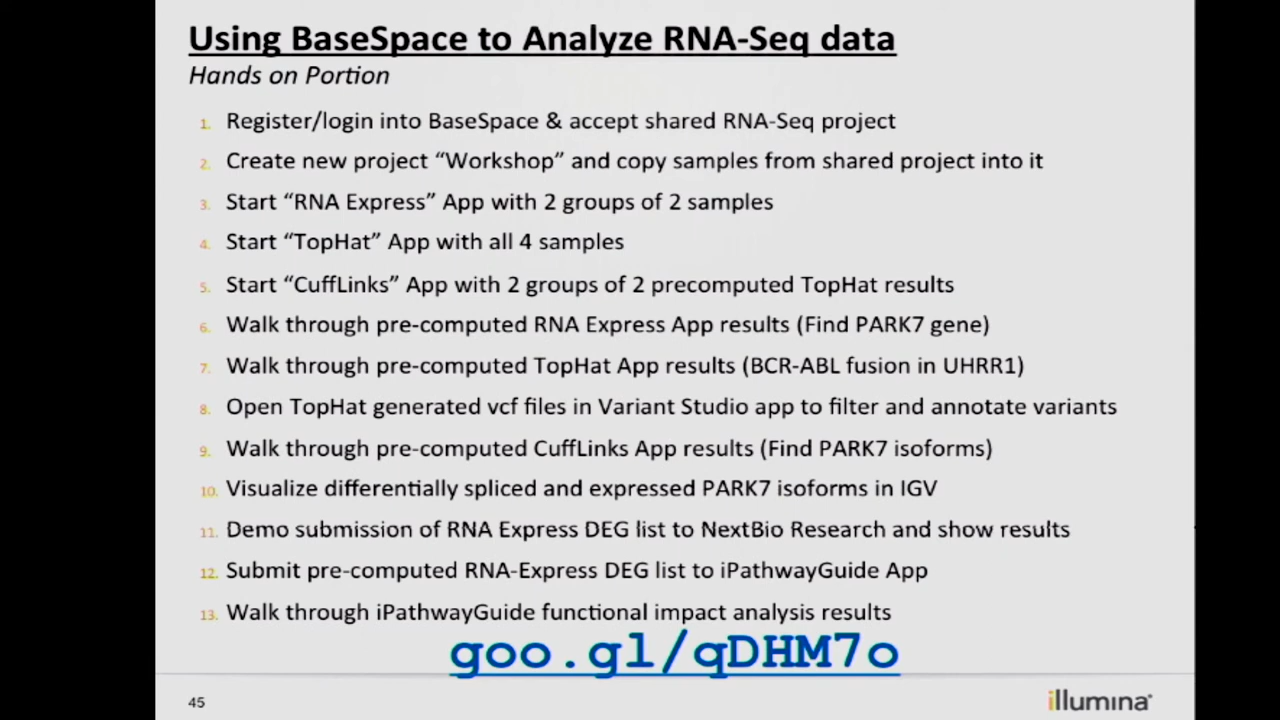 Using BaseSpace to Analyze RNA-Seq data
Hands on Portion
1. Register/login into BaseSpace & accept shared RNA-Seq project
2. Create new project “Workshop” and copy samples from shared project into it
3. Start “RNA Express” App with 2 groups of 2 samples
4. Start “TopHat” App with all 4 samples
5. Start “CuffLinks” App with 2 groups of 2 precomputed TopHat results
6. Walk through pre-computed RNA Express App results (Find PARK7 gene)
7. Walk through pre-computed TopHat App results (BCR-ABL fusion in UHRR1)
8. Open TopHat generated vcf files in Variant Studio app to filter and annotate variants
9. Walk through pre-computed CuffLinks App results (Find PARK7 isoforms)
10. Visualize differentially spliced and expressed PARK7 isoforms in IGV
11. Demo submission of RNA Express DEG list to NextBio Research and show results
12. Submit pre-computed RNA-Express DEG list to iPathwayGuide App
13. Walk through iPathwayGuide functional impact analysis results
goo.gl/qDHM7o
45
illumina®